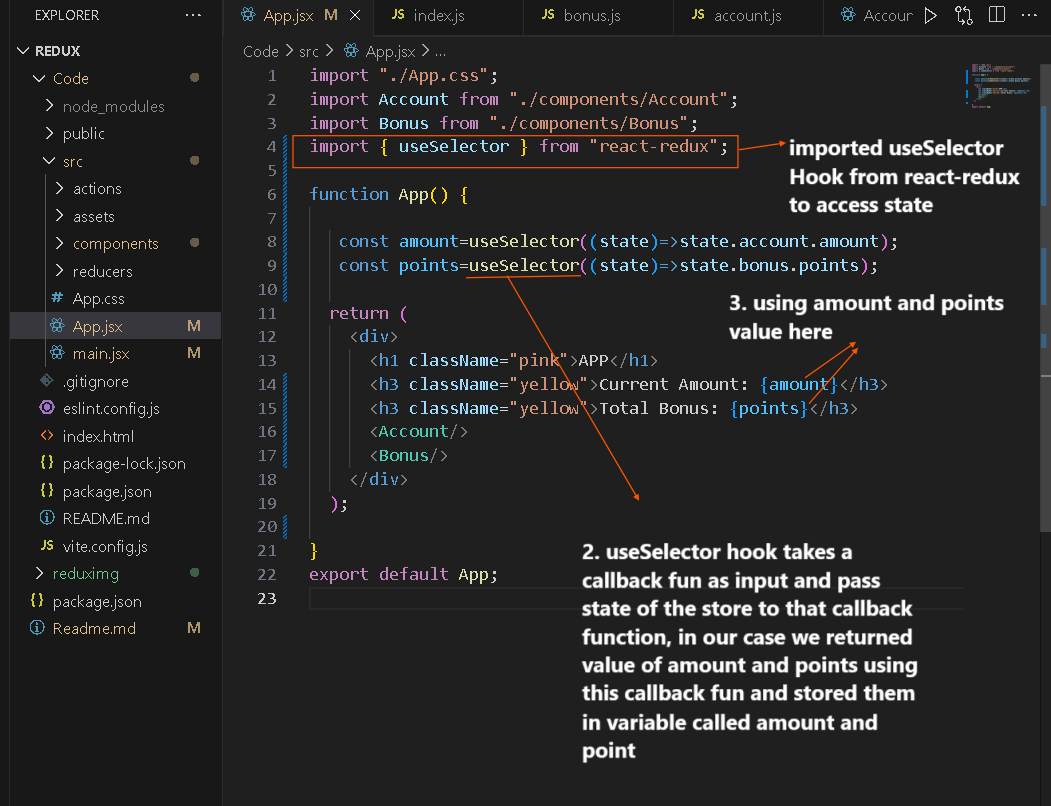 EXPLORER ...
REDUX
Code
node_modules
public
src
actions
assets
components
reducers
# App.css
App.jsx M
main.jsx M
.gitignore
eslint.config.js
<> index.html
{} package-lock.json
{} package.json
README.md
JS vite.config.js
reduximg
{} package.json
Readme.md M
App.jsx M JS index.js JS bonus.js JS account.js Accour ...
Code > src > App.jsx > ...
1 import "./App.css";
2 import Account from "./components/Account";
3 import Bonus from "./components/Bonus";
4 import { useSelector } from "react-redux";
5
6 function App() {
7
8 const amount=useSelector((state)=>state.account.amount);
9 const points=useSelector((state)=>state.bonus.points);
10
11 return (
12 <div>
13 <h1 className="pink">APP</h1>
14 <h3 className="yellow">Current Amount: {amount}</h3>
15 <h3 className="yellow">Total Bonus: {points}</h3>
16 <Account/>
17 <Bonus/>
18 </div>
19 );
20
21 }
22 export default App;
23
imported useSelector
Hook from react-redux
to access state
3. using amount and points
value here
2. useSelector hook takes a
callback fun as input and pass
state of the store to that callback
function, in our case we returned
value of amount and points using
this callback fun and stored them
in variable called amount and
point